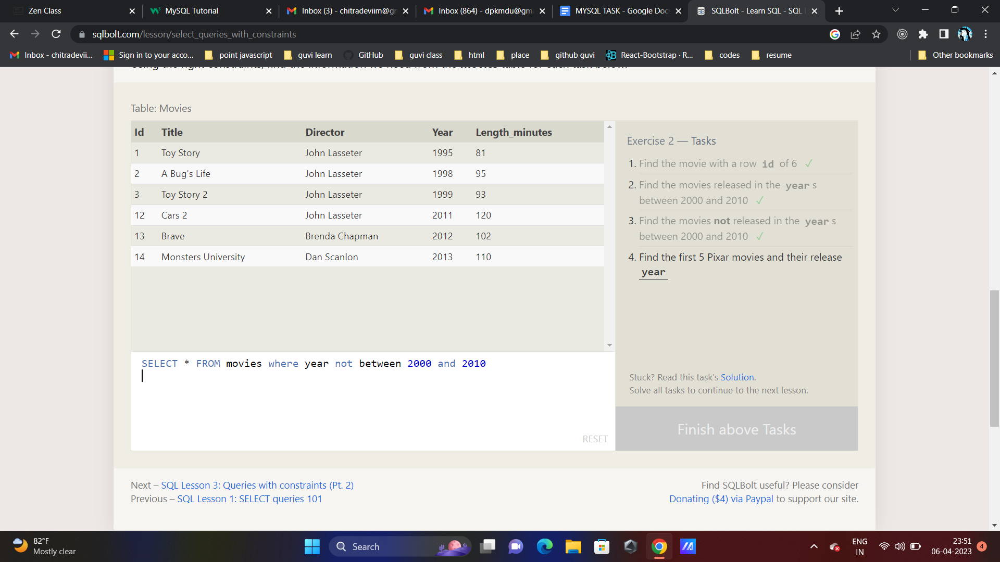 Zen Class
MySQL Tutorial
Inbox (3) - chitradeviim@gr
Inbox (864) - dpkmdu@gm
MYSQL TASK - Google Doc
SQLBolt - Learn SQL - SQL
sqlbolt.com/lesson/select_queries_with_constraints
Inbox - chitradevii...
Sign in to your acco...
point javascript
guvi learn
GitHub
guvi class
html
place
github guvi
React-Bootstrap · R...
codes
resume
Other bookmarks
Table: Movies
Id Title Director Year Length_minutes
1 Toy Story John Lasseter 1995 81
2 A Bug's Life John Lasseter 1998 95
3 Toy Story 2 John Lasseter 1999 93
12 Cars 2 John Lasseter 2011 120
13 Brave Brenda Chapman 2012 102
14 Monsters University Dan Scanlon 2013 110
SELECT * FROM movies where year not between 2000 and 2010
RESET
Exercise 2 — Tasks
1. Find the movie with a row id of 6 ✓
2. Find the movies released in the year s
between 2000 and 2010 ✓
3. Find the movies not released in the year s
between 2000 and 2010 ✓
4. Find the first 5 Pixar movies and their release
year
Stuck? Read this task's Solution.
Solve all tasks to continue to the next lesson.
Finish above Tasks
Next – SQL Lesson 3: Queries with constraints (Pt. 2)
Previous – SQL Lesson 1: SELECT queries 101
Find SQLBolt useful? Please consider
Donating ($4) via Paypal to support our site.
82°F
Mostly clear
Search
ENG
IN
23:51
06-04-2023
4